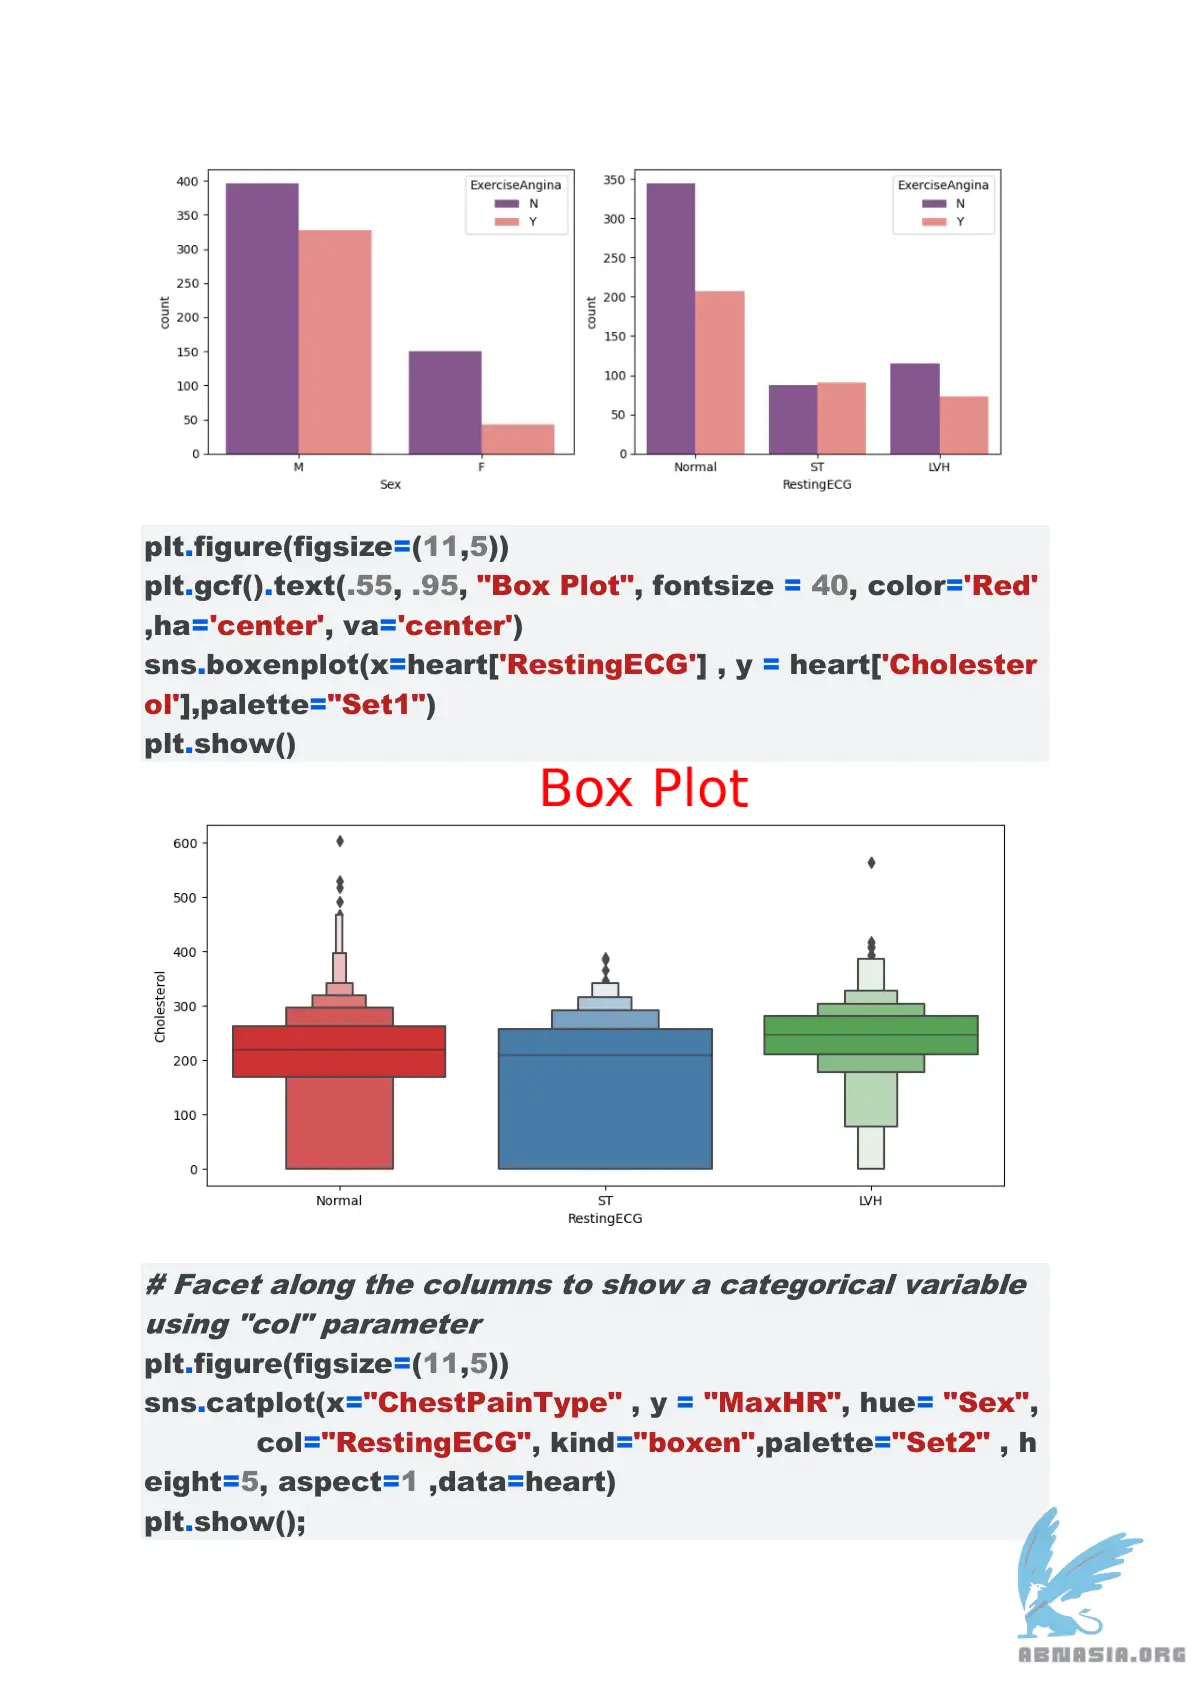 ExerciseAngina
N
Y
400
350
300
250
200
150
100
50
0
count
M F
Sex
ExerciseAngina
N
Y
350
300
250
200
150
100
50
0
count
Normal ST LVH
RestingECG
plt.figure(figsize=(11,5))
plt.gcf().text(.55, .95, "Box Plot", fontsize = 40, color='Red'
,ha='center', va='center')
sns.boxenplot(x=heart['RestingECG'] , y = heart['Cholester
ol'],palette="Set1")
plt.show()
Box Plot
600
500
400
300
200
100
0
Cholesterol
Normal ST LVH
RestingECG
# Facet along the columns to show a categorical variable
using "col" parameter
plt.figure(figsize=(11,5))
sns.catplot(x="ChestPainType" , y = "MaxHR", hue= "Sex",
col="RestingECG", kind="boxen",palette="Set2" , h
eight=5, aspect=1 ,data=heart)
plt.show();
ABNASIA.ORG